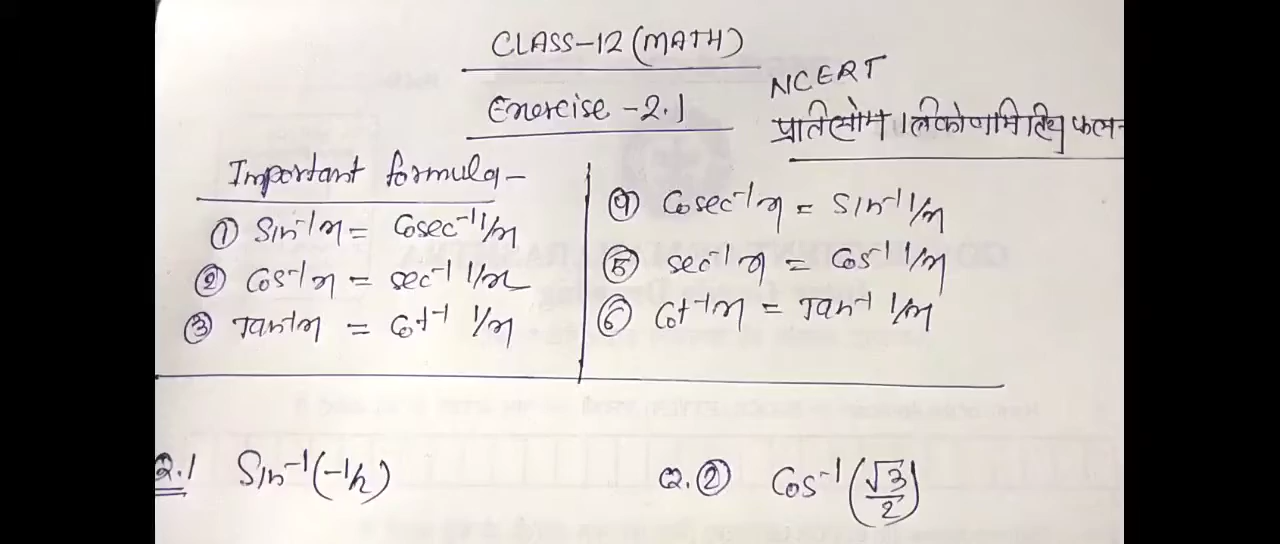 CLASS-12 (MATH)
Exercise - 2.1
NCERT
प्रतिलोम त्रिकोणमितिय फलन
Important formula -
① Sin⁻¹x = Cosec⁻¹ 1/x
② Cos⁻¹x = sec⁻¹ 1/x
③ Tan⁻¹x = Cot⁻¹ 1/x
④ Cosec⁻¹x = Sin⁻¹ 1/x
⑤ sec⁻¹x = Cos⁻¹ 1/x
⑥ Cot⁻¹x = Tan⁻¹ 1/x
Q.1 Sin⁻¹(-1/2)
Q.② Cos⁻¹(√3/2)